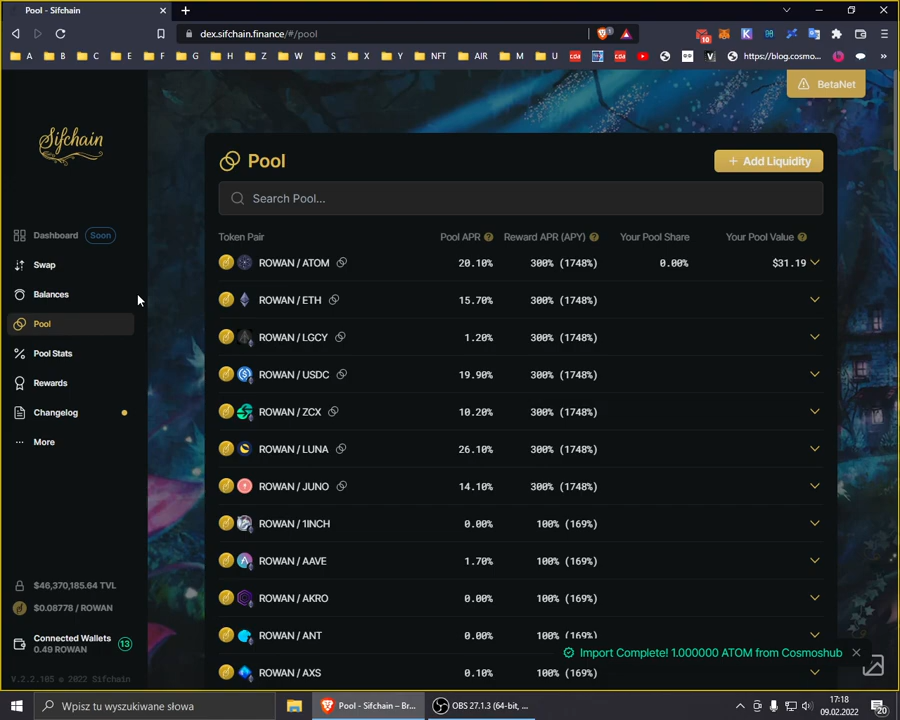 Pool - Sifchain
dex.sifchain.finance/#/pool
1
10
A
B
C
E
F
G
H
L
P
W
S
X
Y
NFT
AIR
M
U
https://blog.cosmo...
BetaNet
Sifchain
Pool
Add Liquidity
Search Pool...
Token Pair
Pool APR
Reward APR (APY)
Your Pool Share
Your Pool Value
ROWAN / ATOM 20.10% 300% (1748%) 0.00% $31.19
ROWAN / ETH 15.70% 300% (1748%)
ROWAN / LGCY 1.20% 300% (1748%)
ROWAN / USDC 19.90% 300% (1748%)
ROWAN / ZCX 10.20% 300% (1748%)
ROWAN / LUNA 26.10% 300% (1748%)
ROWAN / JUNO 14.10% 300% (1748%)
ROWAN / 1INCH 0.00% 100% (169%)
ROWAN / AAVE 1.70% 100% (169%)
ROWAN / AKRO 0.00% 100% (169%)
ROWAN / ANT 0.00% 100% (169%)
ROWAN / AXS 0.10% 100% (169%)
Dashboard Soon
Swap
Balances
Pool
Pool Stats
Rewards
Changelog
More
$46,370,185.64 TVL
$0.08778 / ROWAN
Connected Wallets
0.49 ROWAN
13
V.2.2.105 © 2022 Sifchain
Import Complete! 1.000000 ATOM from Cosmoshub
Wpisz tu wyszukiwane słowa
Pool - Sifchain – Br...
OBS 27.1.3 (64-bit, ...
17:18
09.02.2022
20